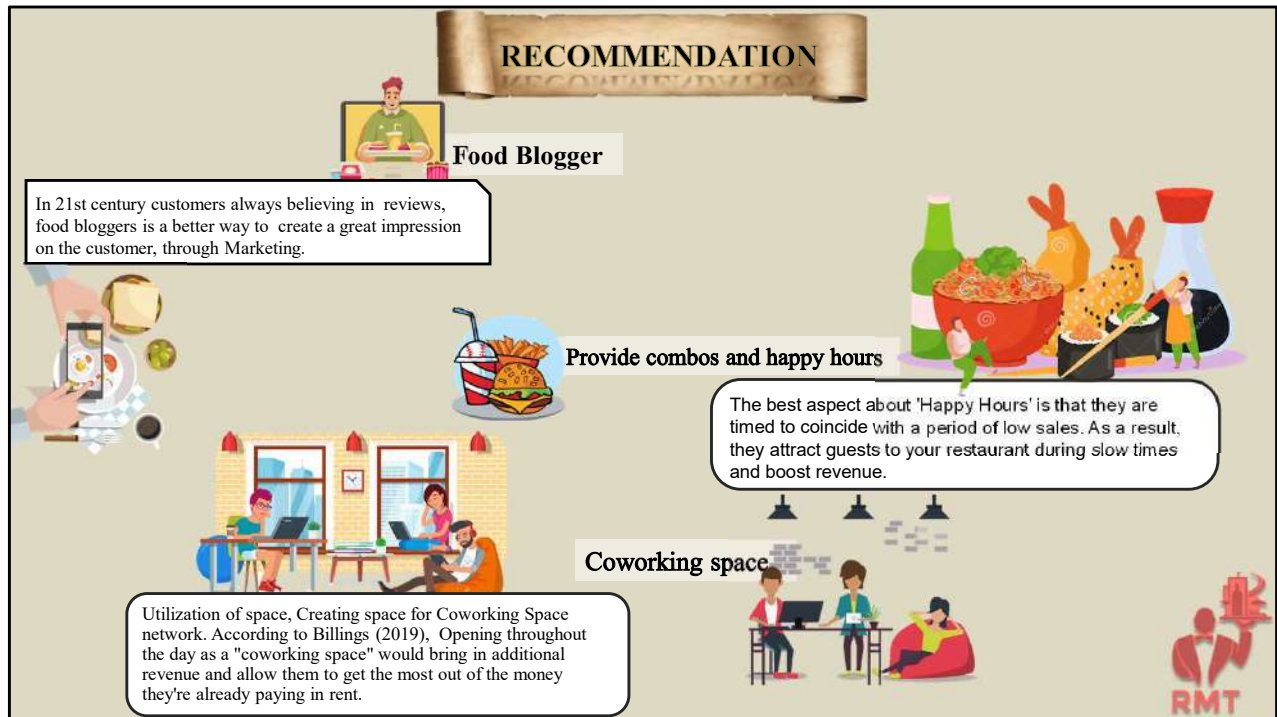 RECOMMENDATION
Food Blogger
In 21st century customers always believing in reviews,
food bloggers is a better way to create a great impression
on the customer, through Marketing.
Provide combos and happy hours
The best aspect about 'Happy Hours' is that they are
timed to coincide with a period of low sales. As a result,
they attract guests to your restaurant during slow times
and boost revenue.
Coworking space
Utilization of space, Creating space for Coworking Space
network. According to Billings (2019), Opening throughout
the day as a "coworking space" would bring in additional
revenue and allow them to get the most out of the money
they're already paying in rent.
RMT